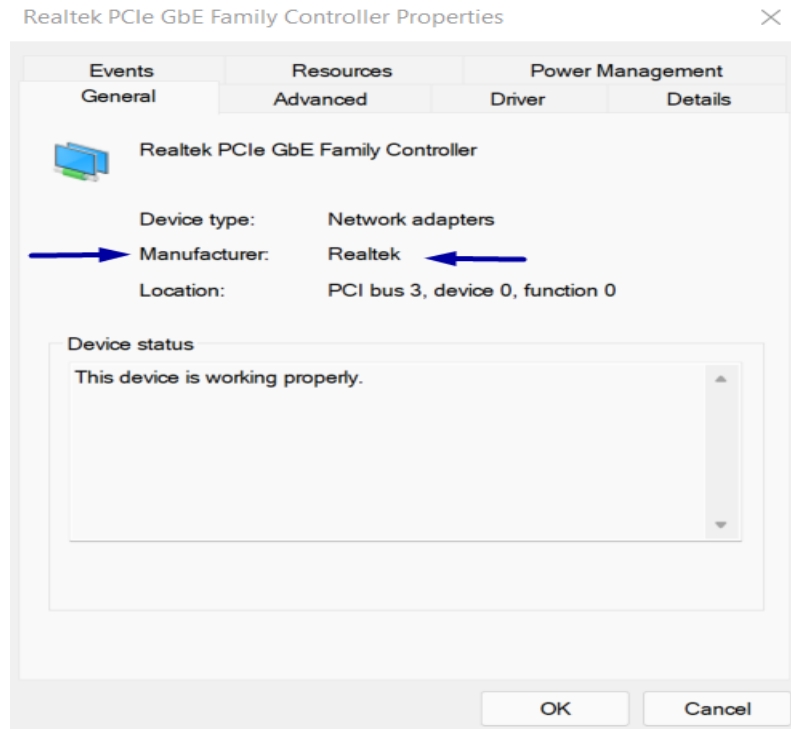 Realtek PCIe GbE Family Controller Properties
Events Resources Power Management
General Advanced Driver Details
Realtek PCIe GbE Family Controller
Device type: Network adapters
Manufacturer: Realtek
Location: PCI bus 3, device 0, function 0
Device status
This device is working properly.
OK Cancel